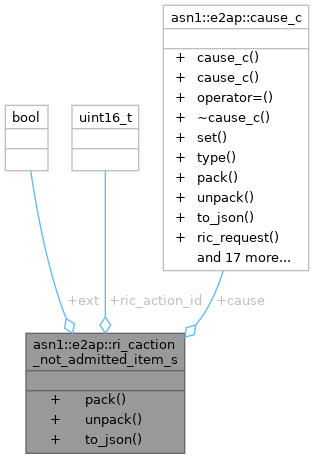 asn1::e2ap::cause_c
+ cause_c()
+ cause_c()
+ operator=()
+ ~cause_c()
+ set()
+ type()
+ pack()
+ unpack()
+ to_json()
+ ric_request()
and 17 more...
bool
uint16_t
+ext
+ric_action_id
+cause
asn1::e2ap::ri_caction
_not_admitted_item_s
+ pack()
+ unpack()
+ to_json()